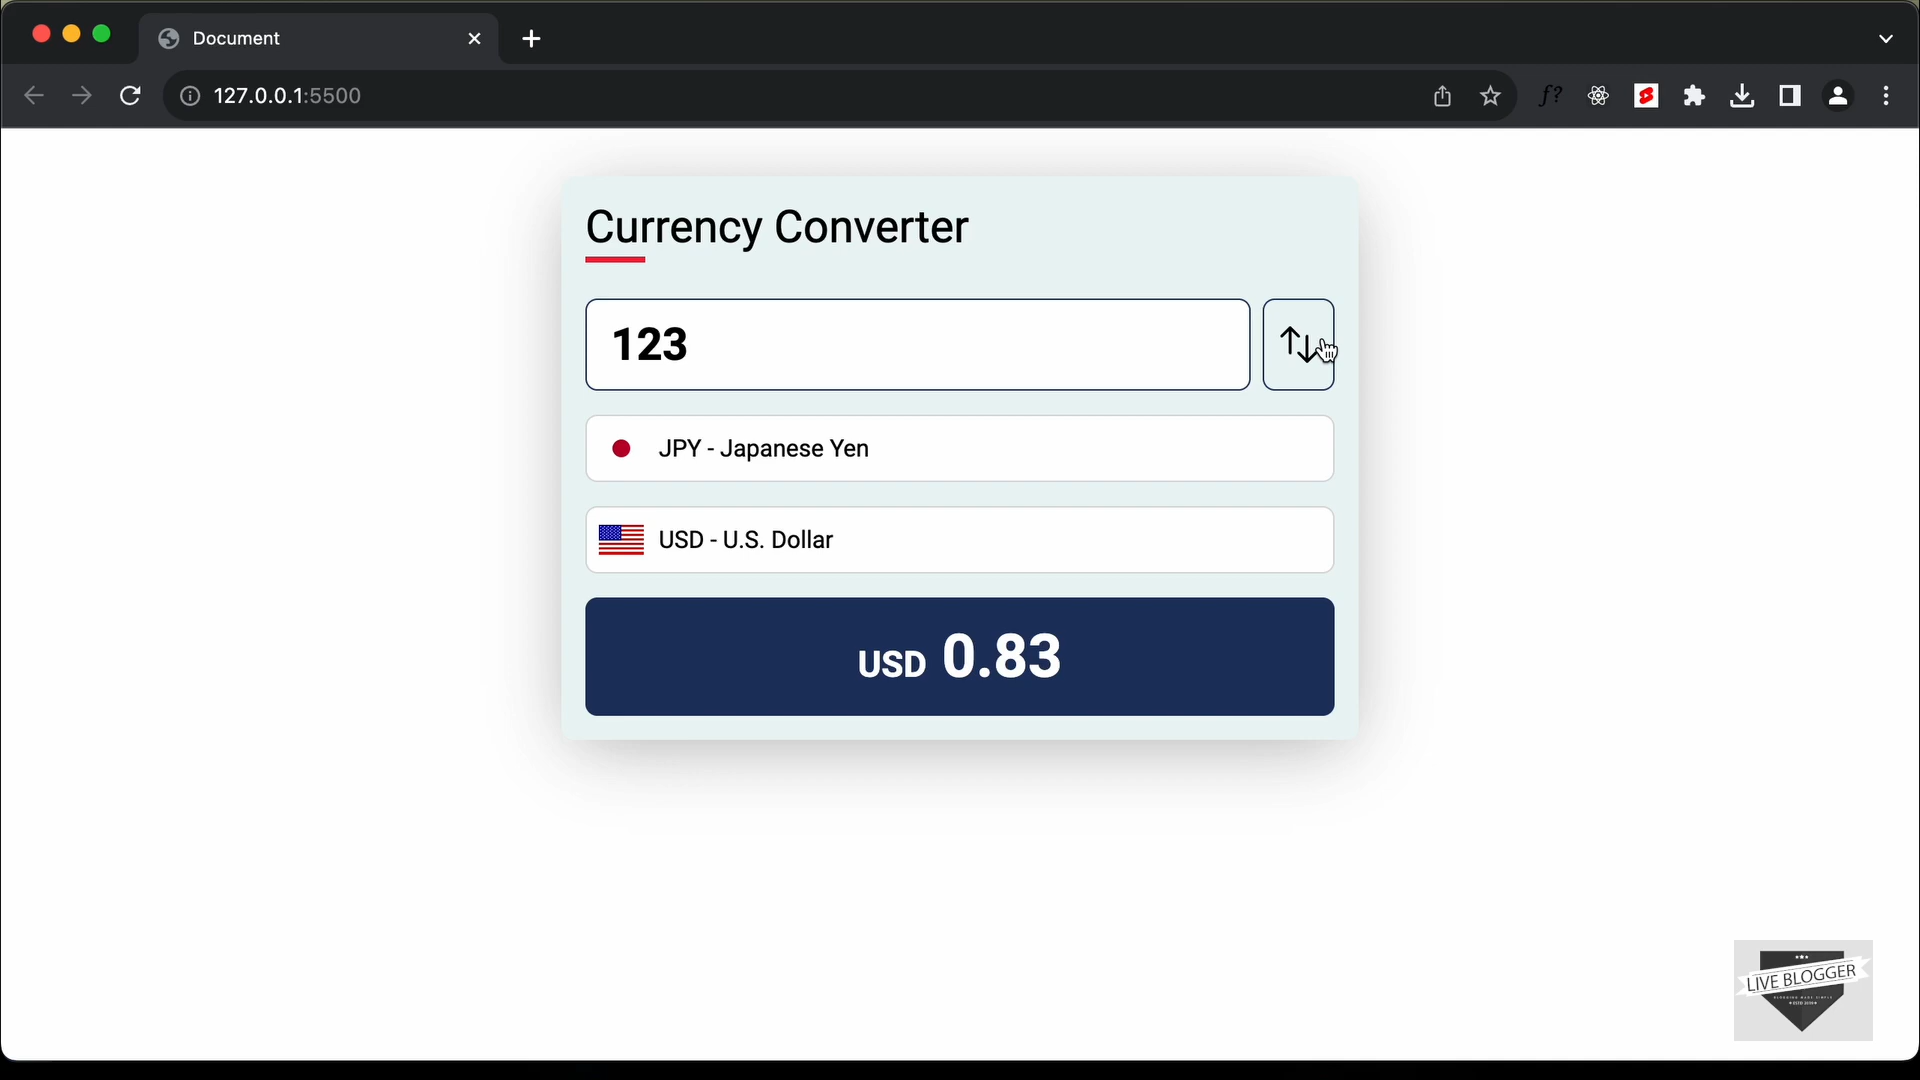 Document
127.0.0.1:5500
f?
Currency Converter
123
JPY - Japanese Yen
USD - U.S. Dollar
USD 0.83
LIVE BLOGGER